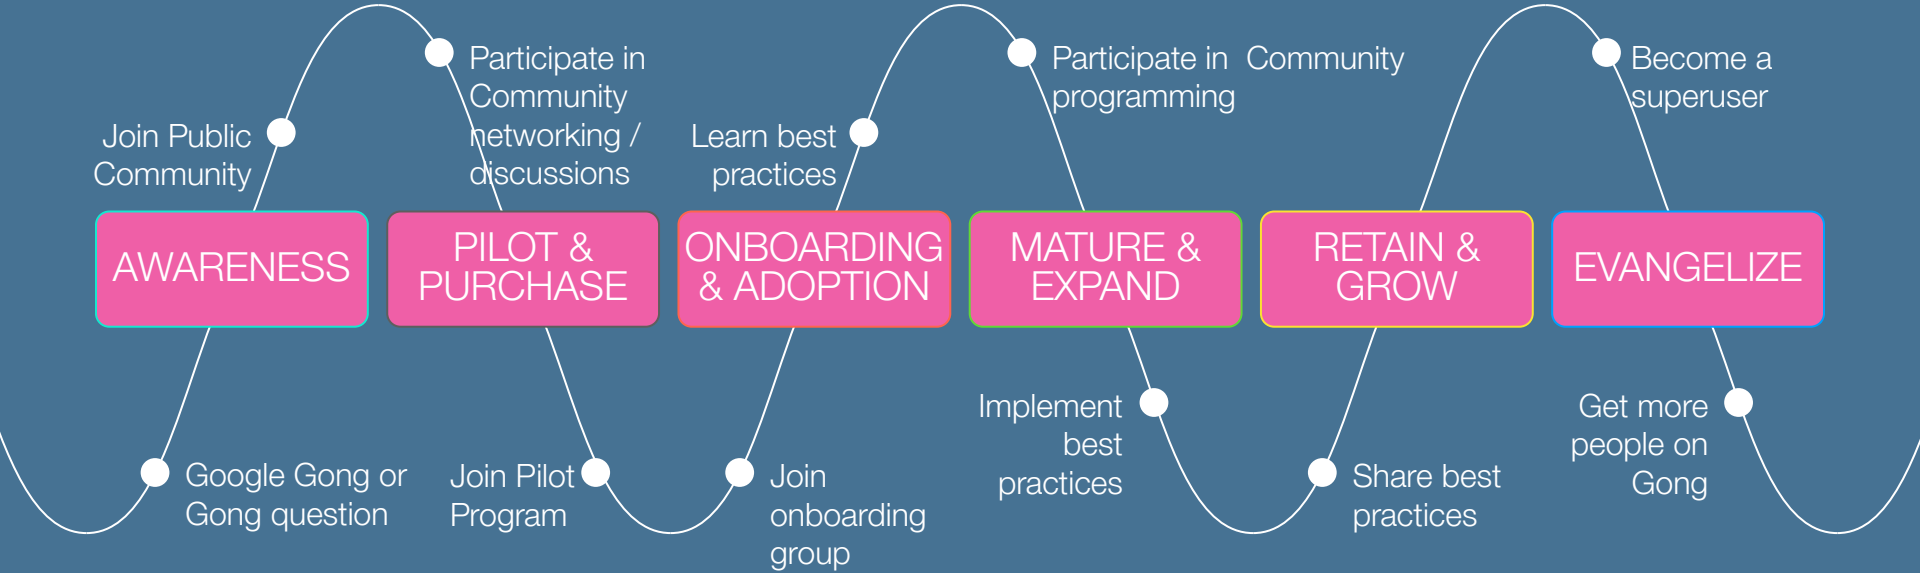 Join Public
Community
Participate in
Community
networking /
discussions
Learn best
practices
Participate in  Community
programming
Become a
superuser
AWARENESS
PILOT &
PURCHASE
ONBOARDING
& ADOPTION
MATURE &
EXPAND
RETAIN &
GROW
EVANGELIZE
Google Gong or
Gong question
Join Pilot
Program
Join
onboarding
group
Implement
best
practices
Share best
practices
Get more
people on
Gong